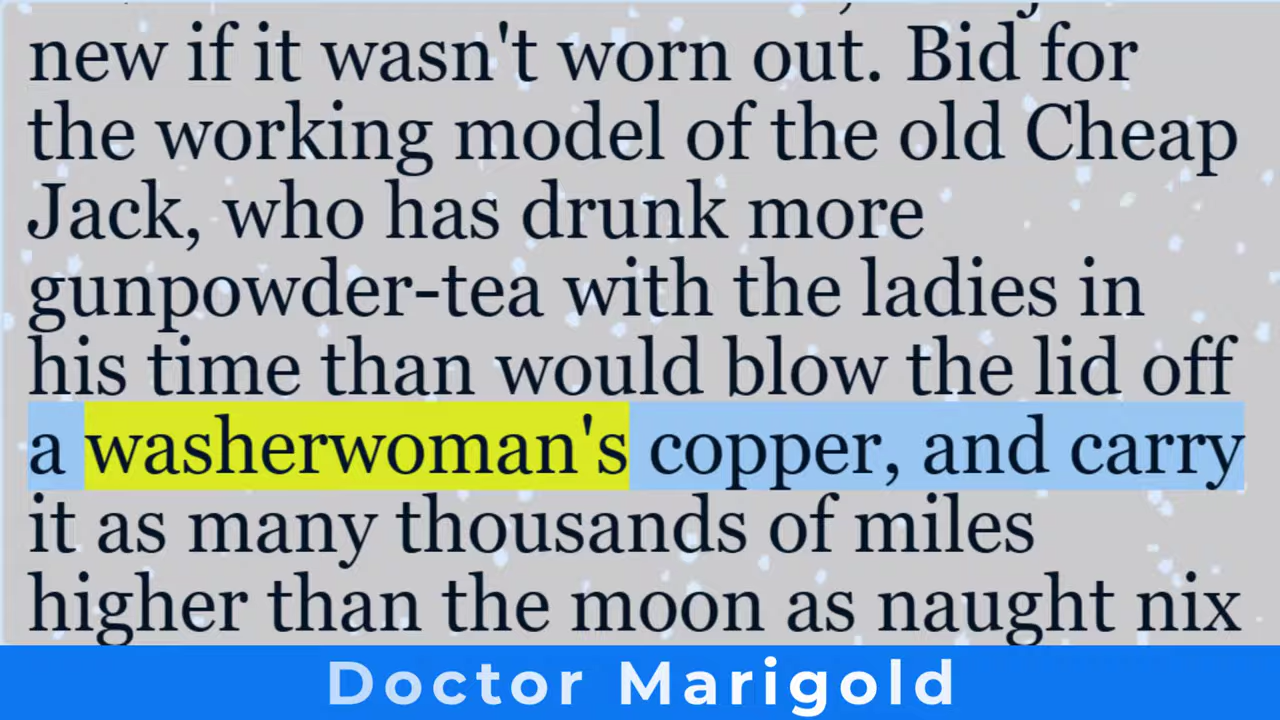 new if it wasn't worn out. Bid for
the working model of the old Cheap
Jack, who has drunk more
gunpowder-tea with the ladies in
his time than would blow the lid off
a washerwoman's copper, and carry
it as many thousands of miles
higher than the moon as naught nix
Doctor Marigold